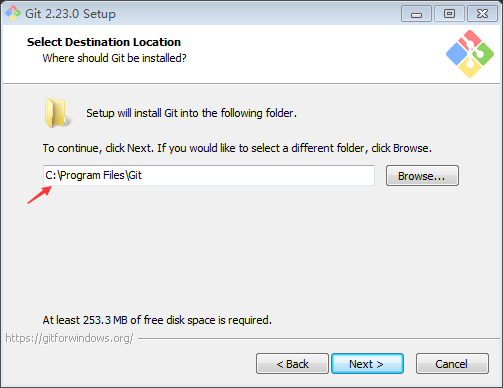 Git 2.23.0 Setup
Select Destination Location
Where should Git be installed?
Setup will install Git into the following folder.
To continue, click Next. If you would like to select a different folder, click Browse.
C:\Program Files\Git
Browse...
At least 253.3 MB of free disk space is required.
https://gitforwindows.org/
< Back
Next >
Cancel